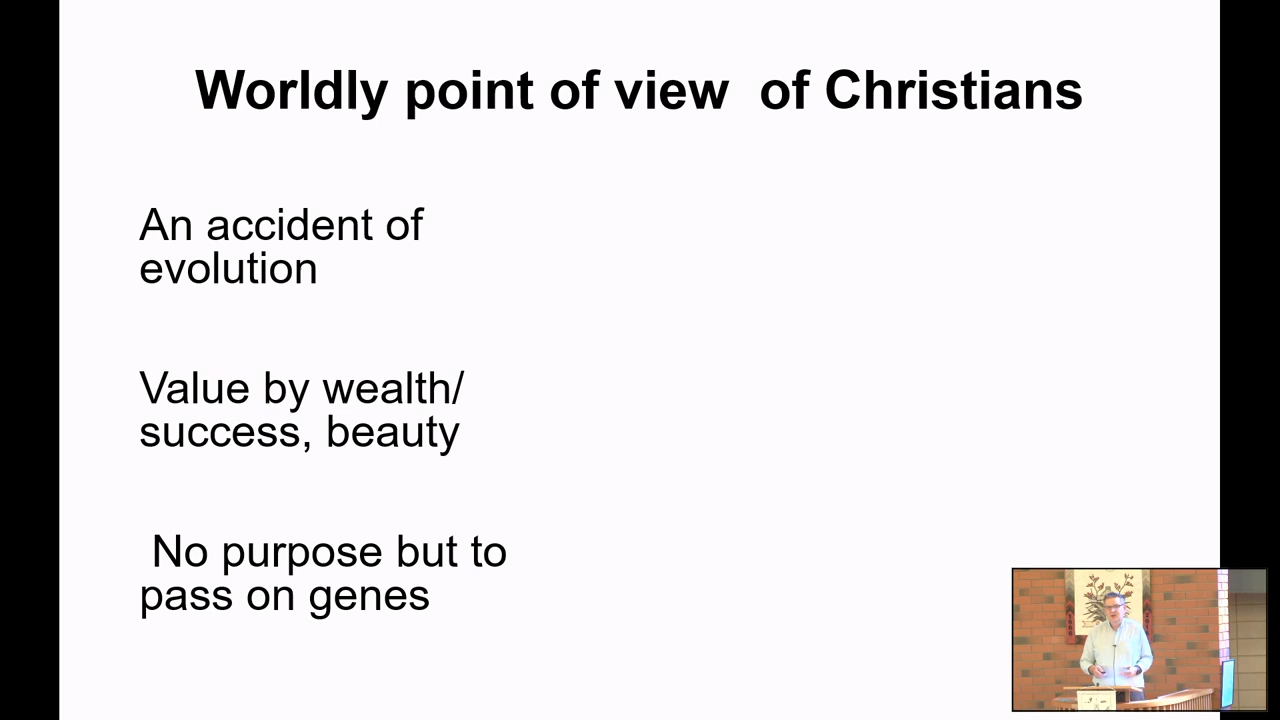 Worldly point of view  of Christians
An accident of
evolution
Value by wealth/
success, beauty
No purpose but to
pass on genes